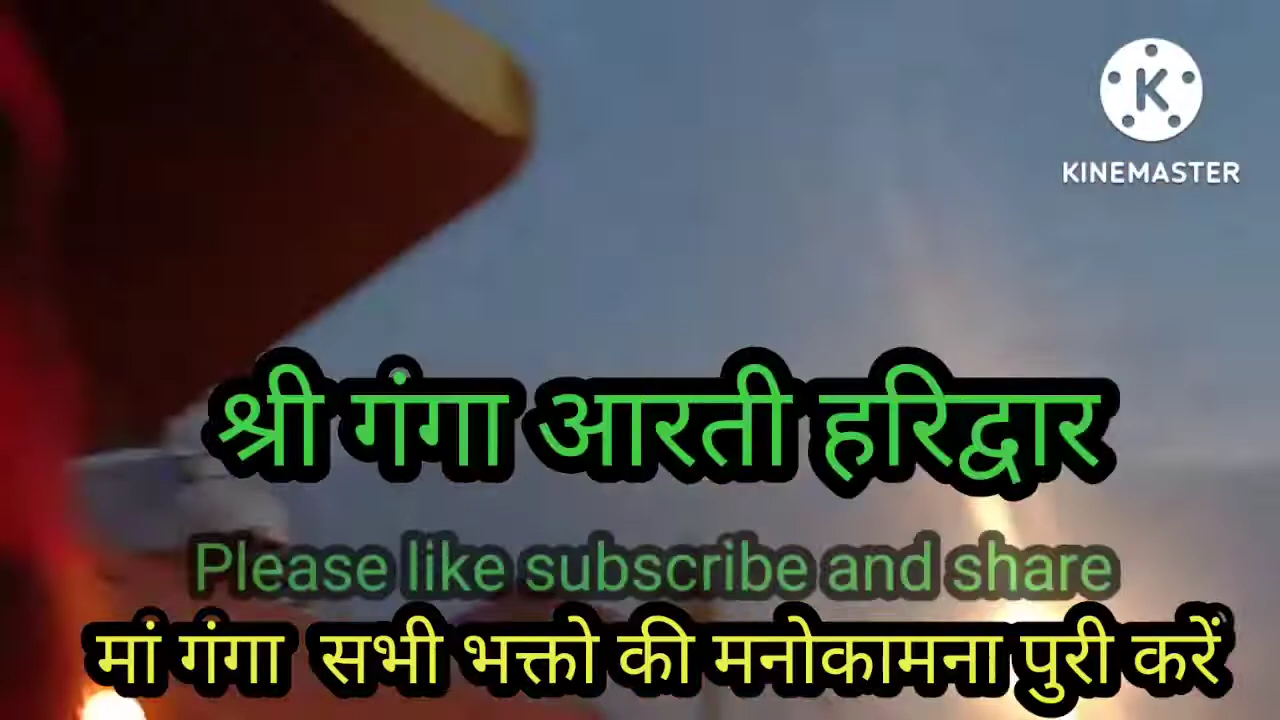 K
KINEMASTER
श्री गंगा आरती हरिद्वार
Please like subscribe and share
मां गंगा सभी भक्तो की मनोकामना पुरी करें